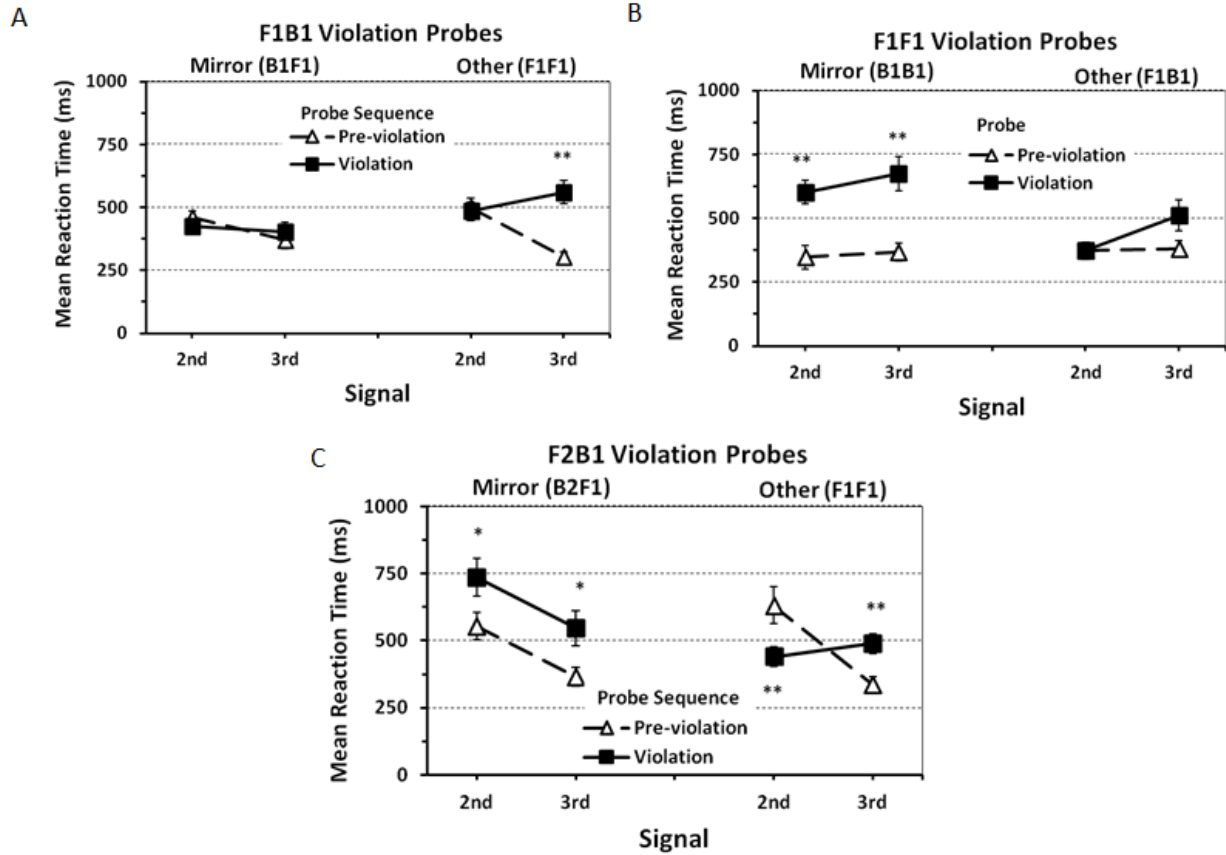 A
F1B1 Violation Probes
Mirror (B1F1) Other (F1F1)
Mean Reaction Time (ms)
1000
750
500
250
0
Probe Sequence
Pre-violation
Violation
**
2nd 3rd 2nd 3rd
Signal
B
F1F1 Violation Probes
Mirror (B1B1) Other (F1B1)
Mean Reaction Time (ms)
1000
750
500
250
0
** **
Probe
Pre-violation
Violation
2nd 3rd 2nd 3rd
Signal
C
F2B1 Violation Probes
Mirror (B2F1) Other (F1F1)
Mean Reaction Time (ms)
1000
750
500
250
0
* * ** **
Probe Sequence
Pre-violation
Violation
2nd 3rd 2nd 3rd
Signal